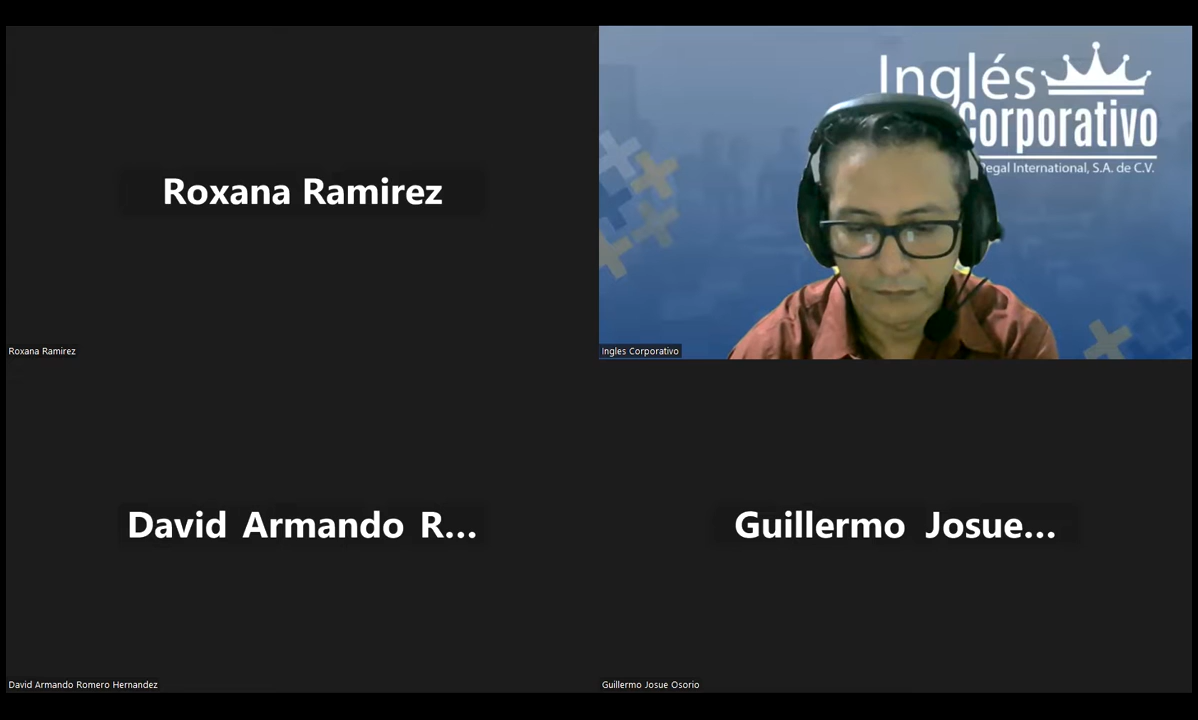 Roxana Ramirez
Roxana Ramirez
Inglés
Corporativo
Regal International, S.A. de C.V.
Ingles Corporativo
David Armando R...
David Armando Romero Hernandez
Guillermo Josue...
Guillermo Josue Osorio